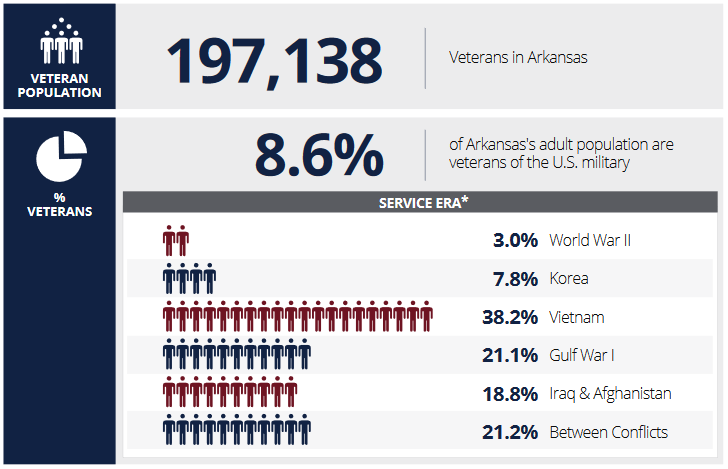 VETERAN
POPULATION
197,138
Veterans in Arkansas
%
VETERANS
8.6%
of Arkansas's adult population are
veterans of the U.S. military
SERVICE ERA*
3.0% World War II
7.8% Korea
38.2% Vietnam
21.1% Gulf War I
18.8% Iraq & Afghanistan
21.2% Between Conflicts